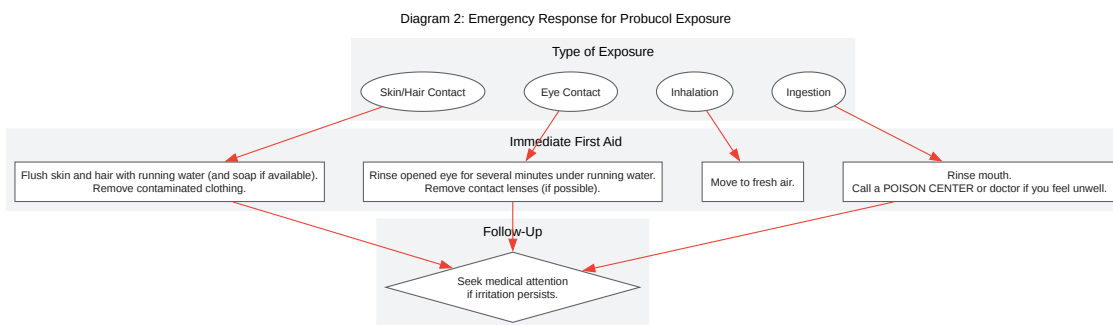 Diagram 2: Emergency Response for Probucol Exposure
Type of Exposure
Skin/Hair Contact
Eye Contact
Inhalation
Ingestion
Immediate First Aid
Flush skin and hair with running water (and soap if available).
Remove contaminated clothing.
Rinse opened eye for several minutes under running water.
Remove contact lenses (if possible).
Move to fresh air.
Rinse mouth.
Call a POISON CENTER or doctor if you feel unwell.
Follow-Up
Seek medical attention
if irritation persists.